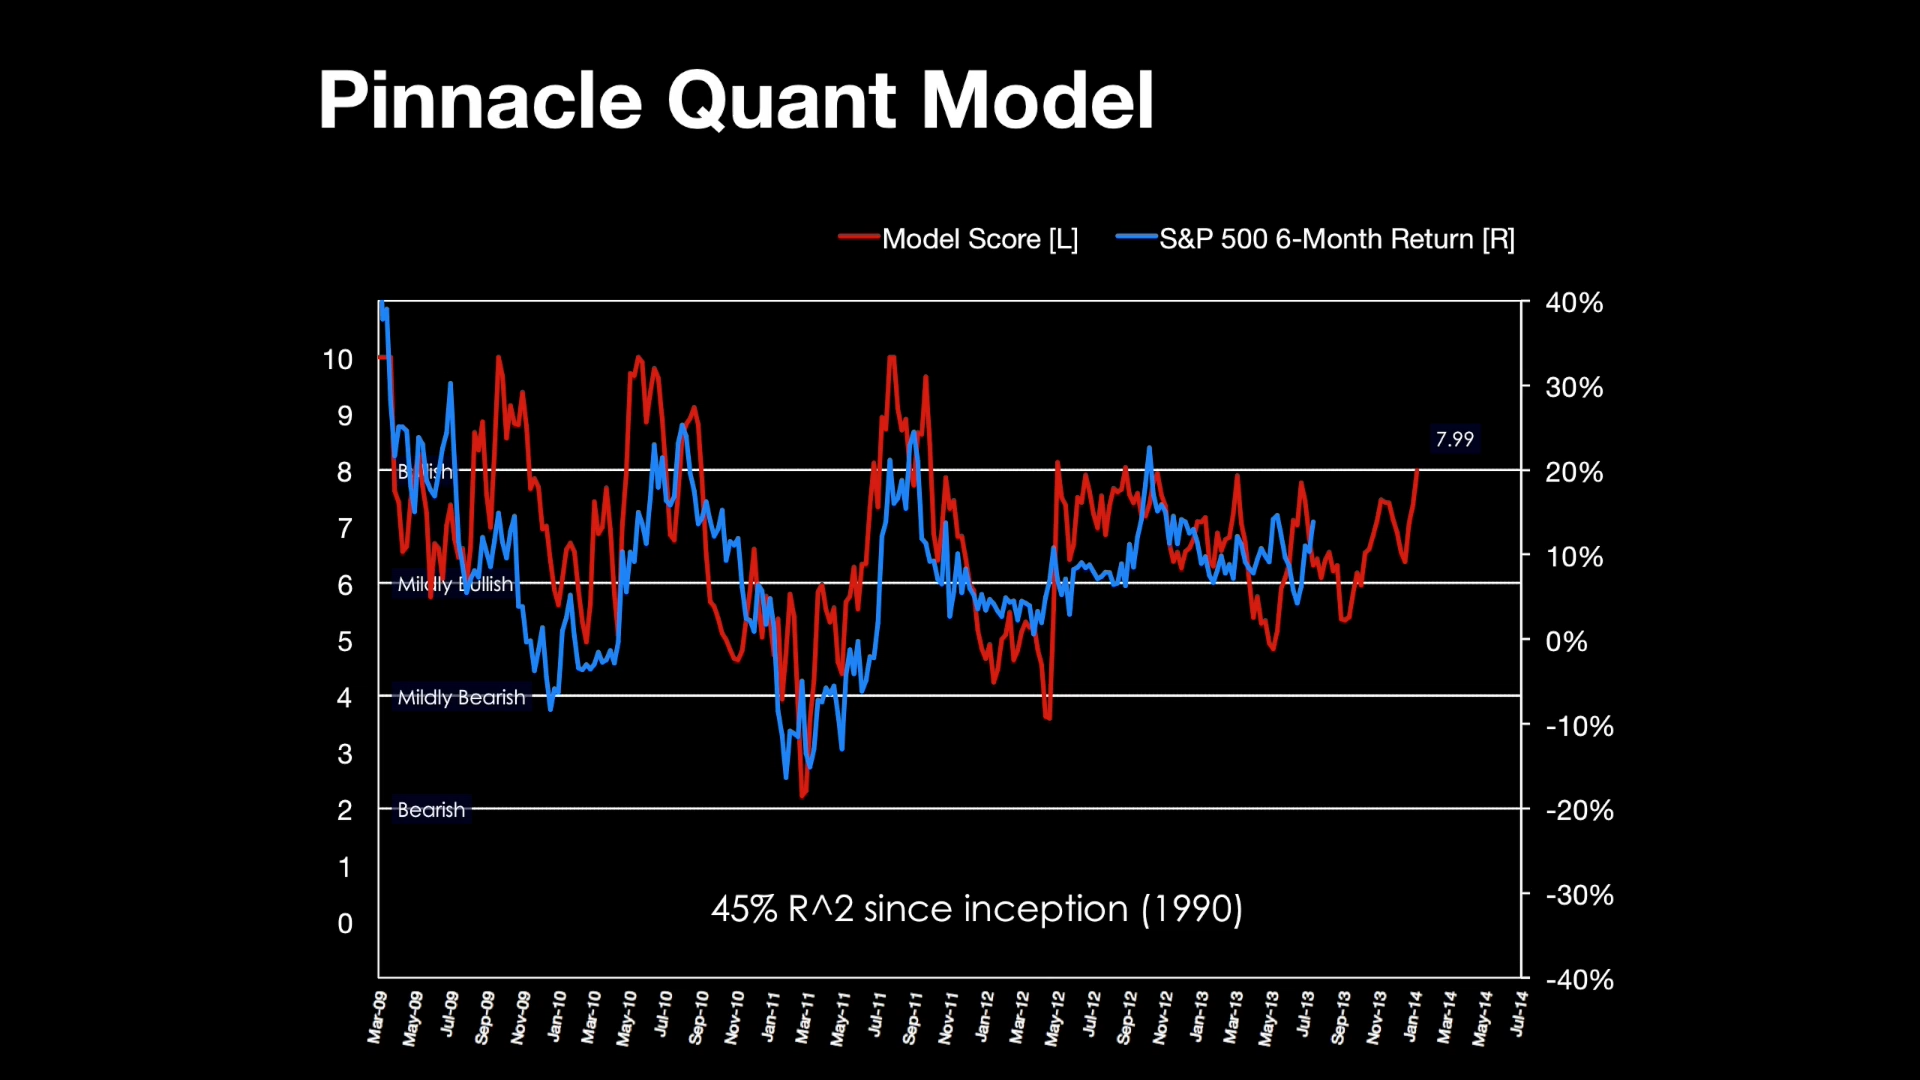 Pinnacle Quant Model
Model Score [L] S&P 500 6-Month Return [R]
40%
10
30%
9
7.99
8 Bullish 20%
7
10%
6 Mildly Bullish
5 0%
4 Mildly Bearish
-10%
3
2 Bearish -20%
1
-30%
45% R^2 since inception (1990)
0
-40%
Mar-09 May-09 Jul-09 Sep-09 Nov-09 Jan-10 Mar-10 May-10 Jul-10 Sep-10 Nov-10 Jan-11 Mar-11 May-11 Jul-11 Sep-11 Nov-11 Jan-12 Mar-12 May-12 Jul-12 Sep-12 Nov-12 Jan-13 Mar-13 May-13 Jul-13 Sep-13 Nov-13 Jan-14 Mar-14 May-14 Jul-14